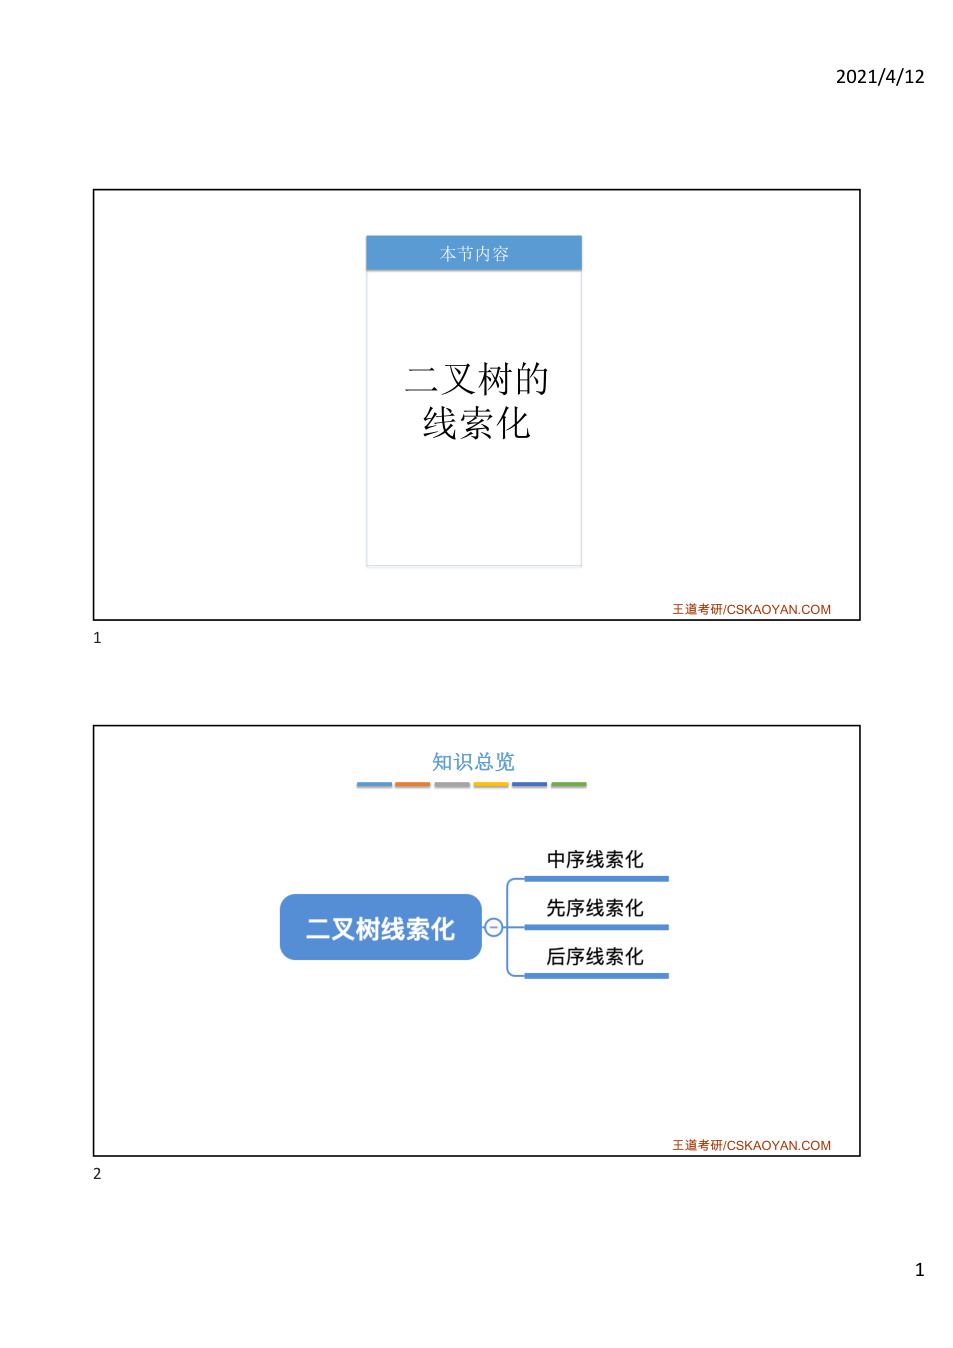 2021/4/12
本节内容
二叉树的
线索化
王道考研/CSKAOYAN.COM
1
知识总览
二叉树线索化
中序线索化
先序线索化
后序线索化
王道考研/CSKAOYAN.COM
2
1